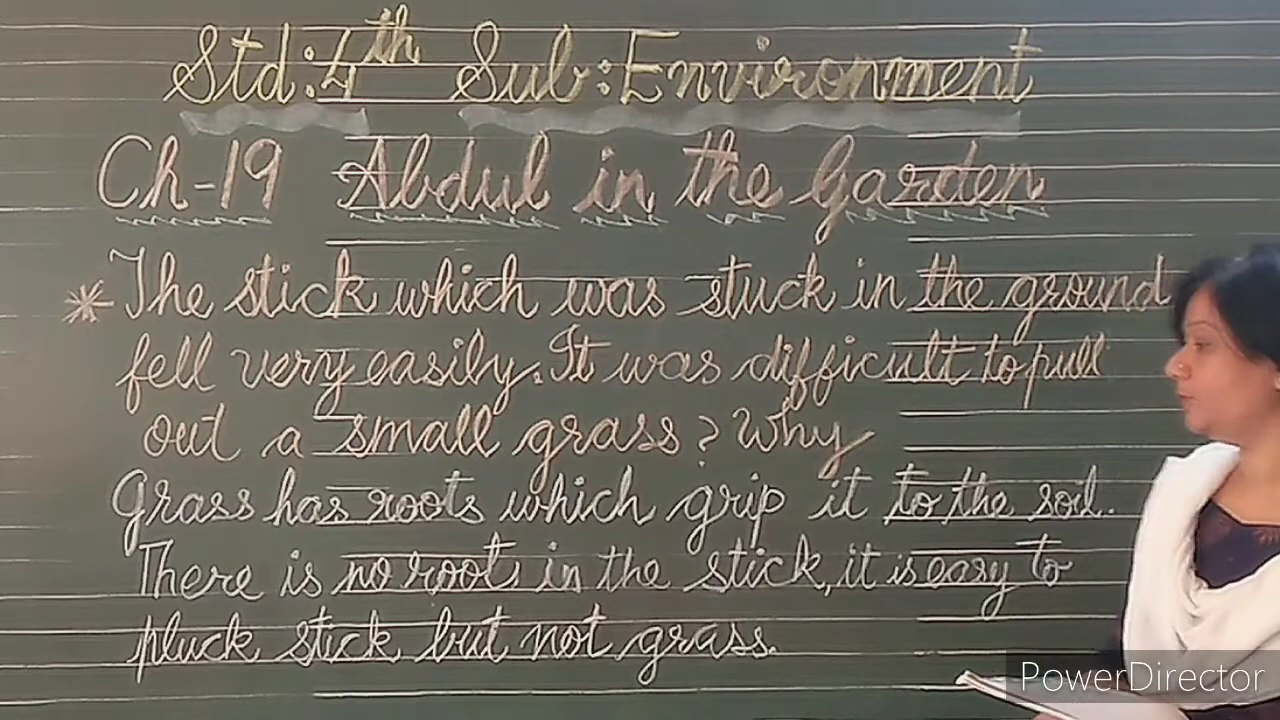 Std:4th Sub:Environment
Ch-19 Abdul in the Garden
* The stick which was stuck in the ground
fell very easily. It was difficult to pull
out a small grass? Why
Grass has roots which grip it to the soil.
There is no roots in the stick, it is easy to
pluck stick but not grass.
PowerDirector